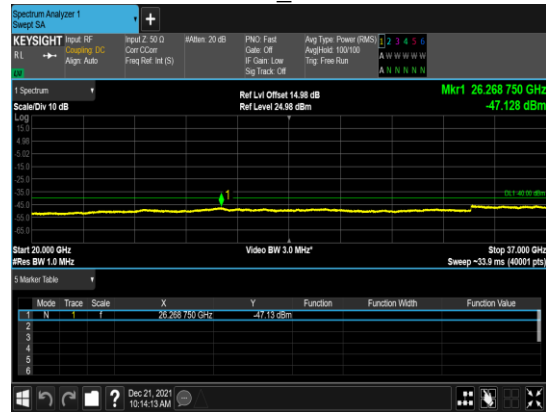 Spectrum Analyzer 1
Swept SA
+
KEYSIGHT Input: RF Input Z: 50 Ω #Atten: 20 dB PNO: Fast Avg Type: Power (RMS) 1 2 3 4 5 6
RL Coupling: DC Corr CCorr Gate: Off Avg|Hold: 100/100 A W W W W W
Align: Auto Freq Ref: Int (S) IF Gain: Low Trig: Free Run
Sig Track: Off A N N N N N
1 Spectrum Ref Lvl Offset 14.98 dB Mkr1 26.268 750 GHz
Scale/Div 10 dB Ref Level 24.98 dBm -47.128 dBm
Log
15.0
4.98
-5.02
-15.0
-25.0
-35.0
1
DL1 -40.00 dBm
-45.0
-55.0
-65.0
Start 20.000 GHz Video BW 3.0 MHz* Stop 37.000 GHz
#Res BW 1.0 MHz Sweep ~33.9 ms (40001 pts)
5 Marker Table
Mode Trace Scale X Y Function Function Width Function Value
1 N 1 f 26.268 750 GHz -47.13 dBm
2
3
4
5
6
? Dec 21, 2021
10:14:13 AM